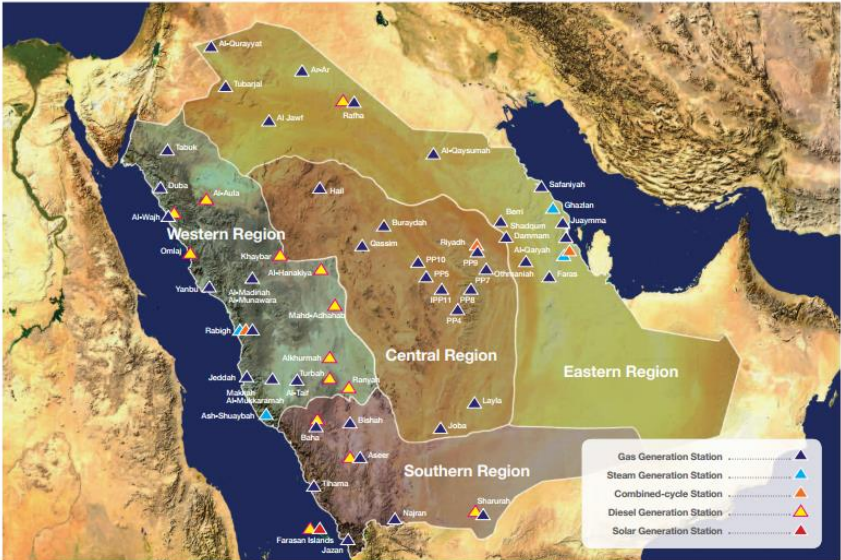 Al-Qurayyat
Ar-Ar
Tubarjal
Rafha
Al Jawf
Tabuk
Al-Qaysumah
Duba
Al-Aula
Hail
Safaniyah
Ghazlan
Al-Wajh
Western Region
Buraydah
Berri
Juaymma
Shadqum
Dammam
Omlaj
Khaybar
Qassim
Riyadh
Al-Qaryah
PP9
PP10
Al-Hanakiya
PP7
Othmaniah
Faras
PP5
Yanbu
Al-Madinah
Al-Munawara
IPP11
PP8
Mahd-Adhahab
PP4
Rabigh
Alkhurmah
Central Region
Eastern Region
Jeddah
Turbah
Ranyah
Makkah
Al-Mukkaramah
Al-Taif
Ash-Shuaybah
Layla
Bishah
Baha
Joba
Aseer
Southern Region
Tihama
Sharurah
Najran
Farasan Islands
Jazan
Gas Generation Station
Steam Generation Station
Combined-cycle Station
Diesel Generation Station
Solar Generation Station